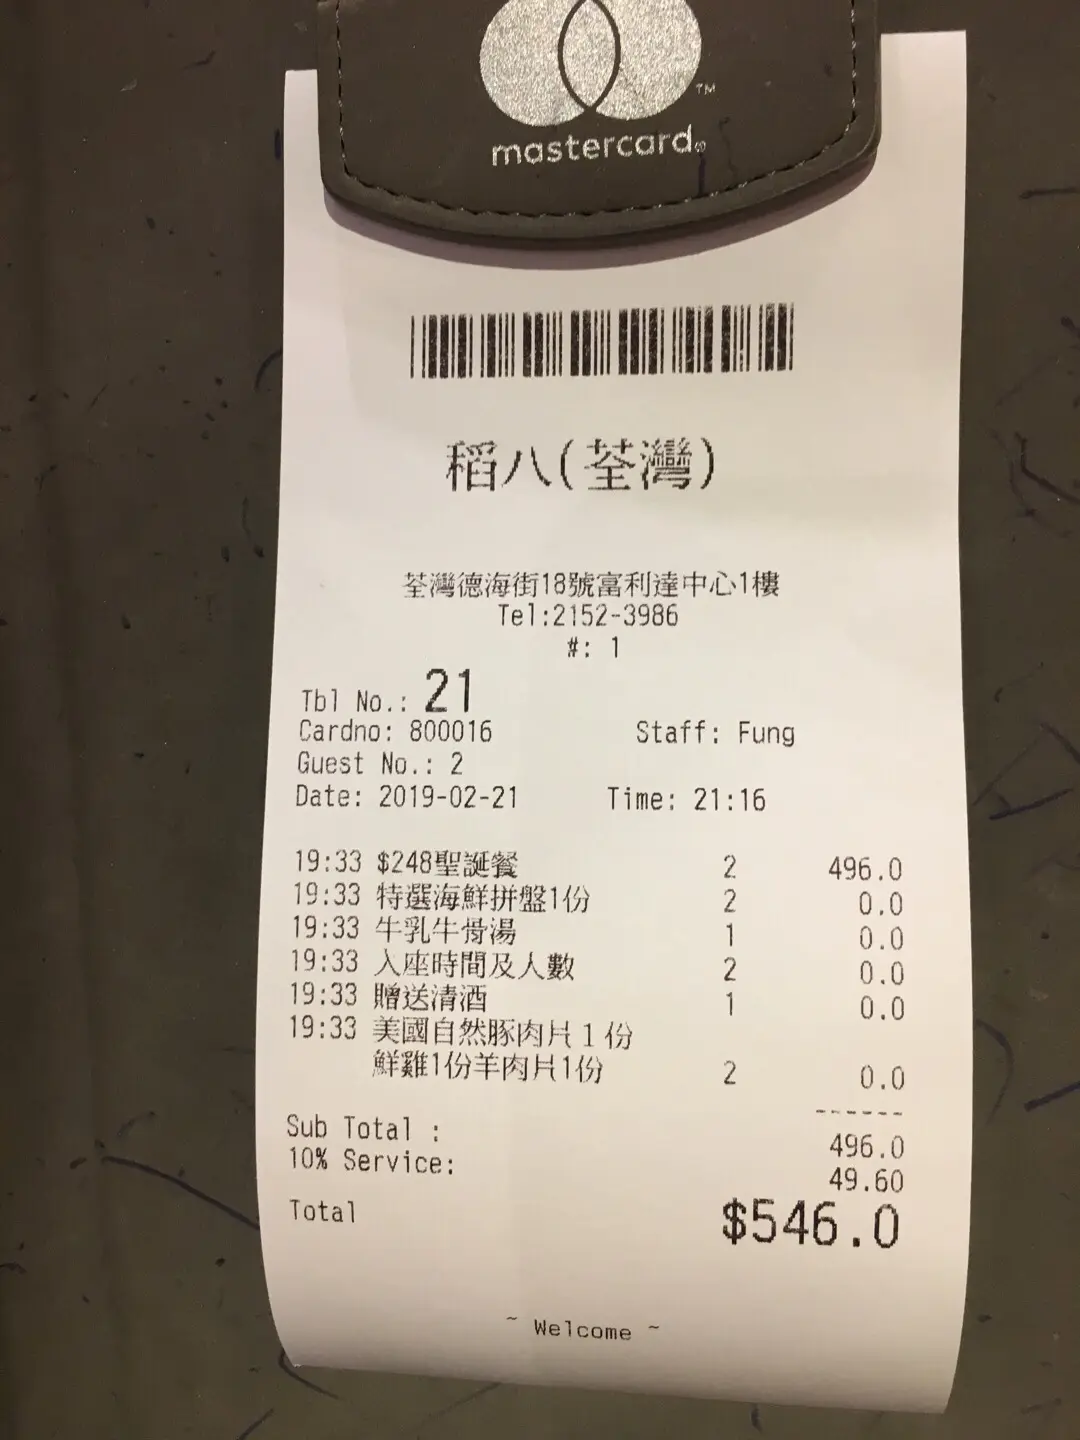 mastercard®
™
稻八(荃灣)
荃灣德海街18號富利達中心1樓
Tel:2152-3986
#: 1
Tbl No.: 21
Cardno: 800016 Staff: Fung
Guest No.: 2
Date: 2019-02-21 Time: 21:16
19:33 $248聖誕餐 2 496.0
19:33 特選海鮮拼盤1份 2 0.0
19:33 牛乳牛骨湯 1 0.0
19:33 入座時間及人數 2 0.0
19:33 贈送清酒 1 0.0
19:33 美國自然豚肉片1份
鮮雞1份羊肉片1份 2 0.0
------
Sub Total : 496.0
10% Service: 49.60
Total $546.0
~ Welcome ~